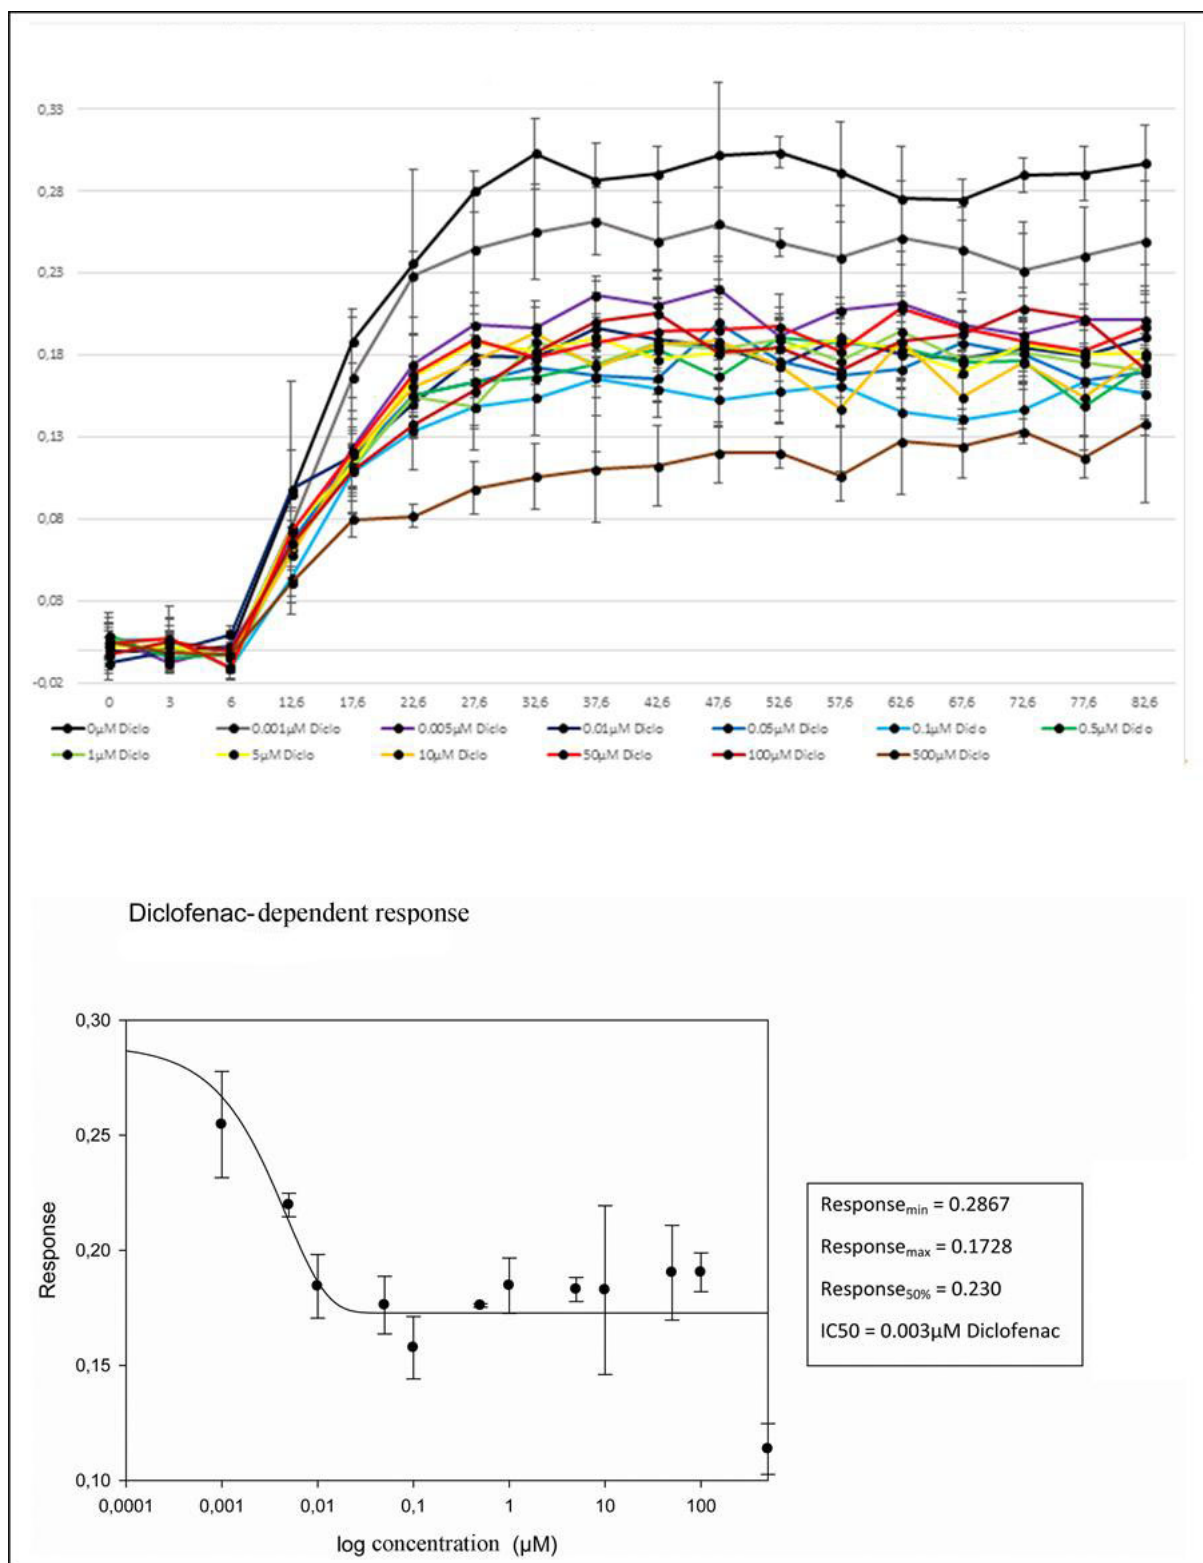 0,33
0,28
0,23
0,18
0,13
0,08
0,03
-0,02
0 3 6 12,6 17,6 22,6 27,6 32,6 37,6 42,6 47,6 52,6 57,6 62,6 67,6 72,6 77,6 82,6
0µM Diclo 0.001µM Diclo 0.005µM Diclo 0.01µM Diclo 0.05µM Diclo 0.1µM Diclo 0.5µM Diclo
1µM Diclo 5µM Diclo 10µM Diclo 50µM Diclo 100µM Diclo 500µM Diclo
Diclofenac-dependent response
0,30
0,25
0,20
0,15
0,10
Response
0,0001 0,001 0,01 0,1 1 10 100
log concentration (µM)
Responsemin = 0.2867
Responsemax = 0.1728
Response50% = 0.230
IC50 = 0.003µM Diclofenac